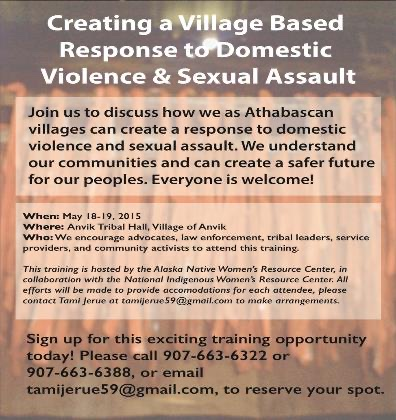 Creating a Village Based
Response to Domestic
Violence & Sexual Assault
Join us to discuss how we as Athabascan
villages can create a response to domestic
violence and sexual assault. We understand
our communities and can create a safer future
for our peoples. Everyone is welcome!
When: May 18-19, 2015
Where: Anvik Tribal Hall, Village of Anvik
Who: We encourage advocates, law enforcement, tribal leaders, service
providers, and community activists to attend this training.
This training is hosted by the Alaska Native Women's Resource Center, in
collaboration with the National Indigenous Women's Resource Center. All
efforts will be made to provide accomodations for each attendee, please
contact Tami Jerue at tamijerue59@gmail.com to make arrangements.
Sign up for this exciting training opportunity
today! Please call 907-663-6322 or
907-663-6388, or email
tamijerue59@gmail.com, to reserve your spot.